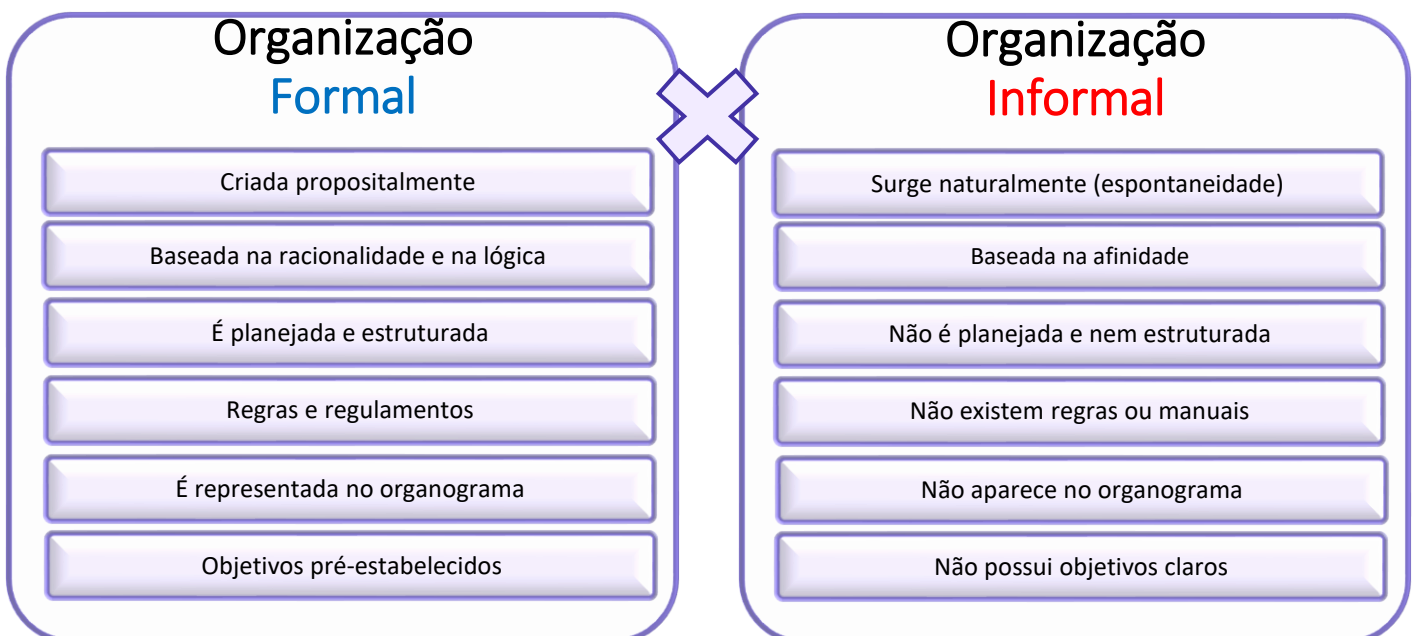 Organização
Formal
Criada propositalmente
Baseada na racionalidade e na lógica
É planejada e estruturada
Regras e regulamentos
É representada no organograma
Objetivos pré-estabelecidos
Organização
Informal
Surge naturalmente (espontaneidade)
Baseada na afinidade
Não é planejada e nem estruturada
Não existem regras ou manuais
Não aparece no organograma
Não possui objetivos claros